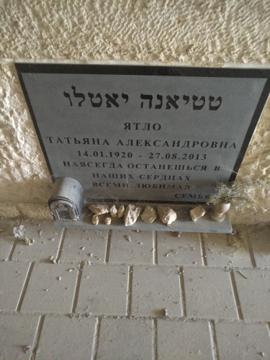 טטיאנה יאטלו
ЯТЛО
ТАТЬЯНА АЛЕКСАНДРОВНА
14.01.1920 - 27.08.2013
НАВСЕГДА ОСТАНЕШЬСЯ В
НАШИХ СЕРДЦАХ
ВСЕМИ ЛЮБИМАЯ
СЕМЬЯ